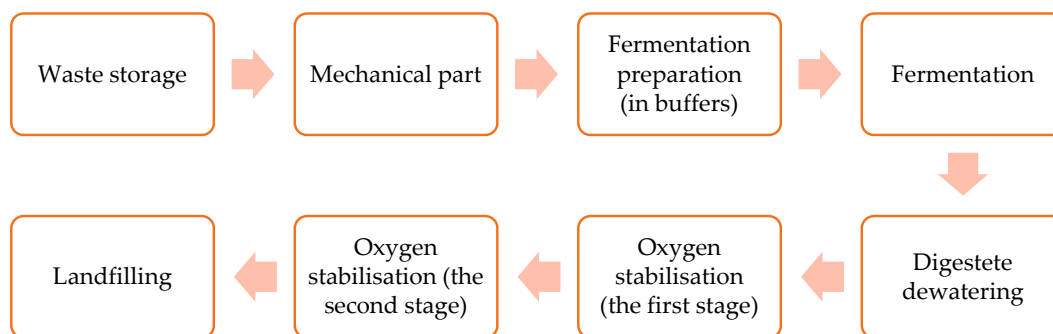 Waste storage
Mechanical part
Fermentation
preparation
(in buffers)
Fermentation
Digestete
dewatering
Oxygen
stabilisation
(the first stage)
Oxygen
stabilisation (the
second stage)
Landfilling